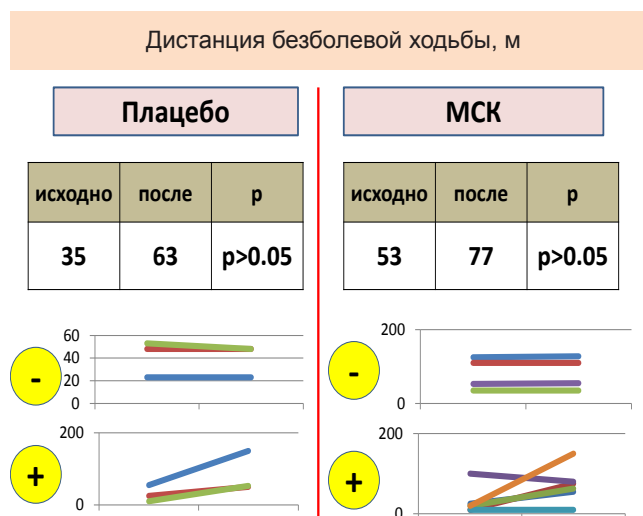 Дистанция безболевой ходьбы, м
Плацебо
исходно после р
35 63 p>0.05
60
40
20
0
-
200
0
+
МСК
исходно после р
53 77 p>0.05
200
0
-
200
0
+